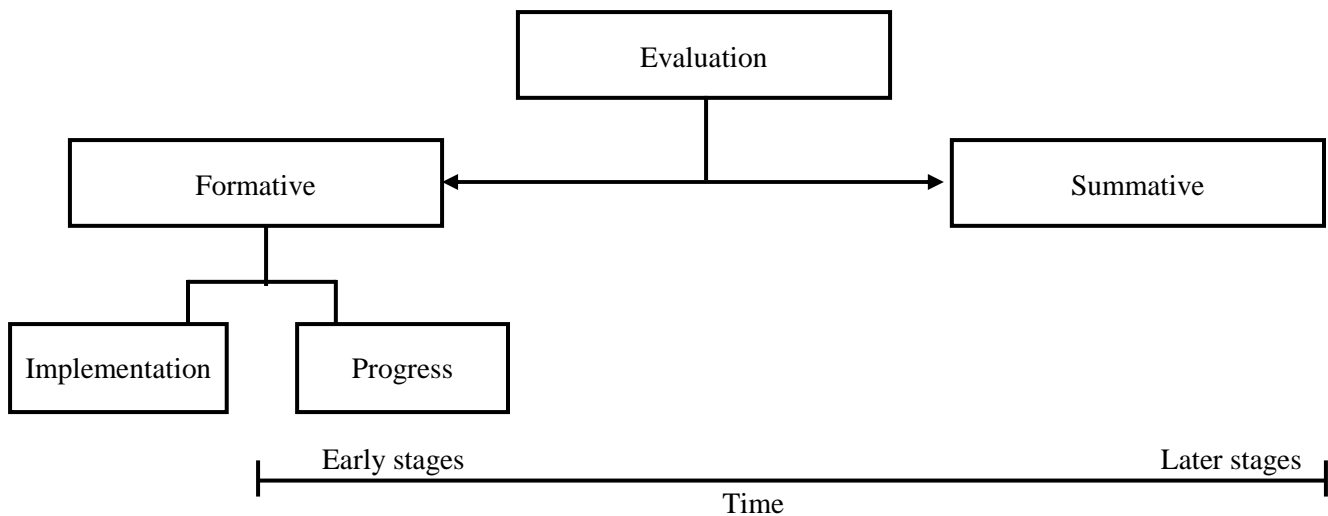 Evaluation
Formative
Summative
Implementation
Progress
Early stages
Later stages
Time